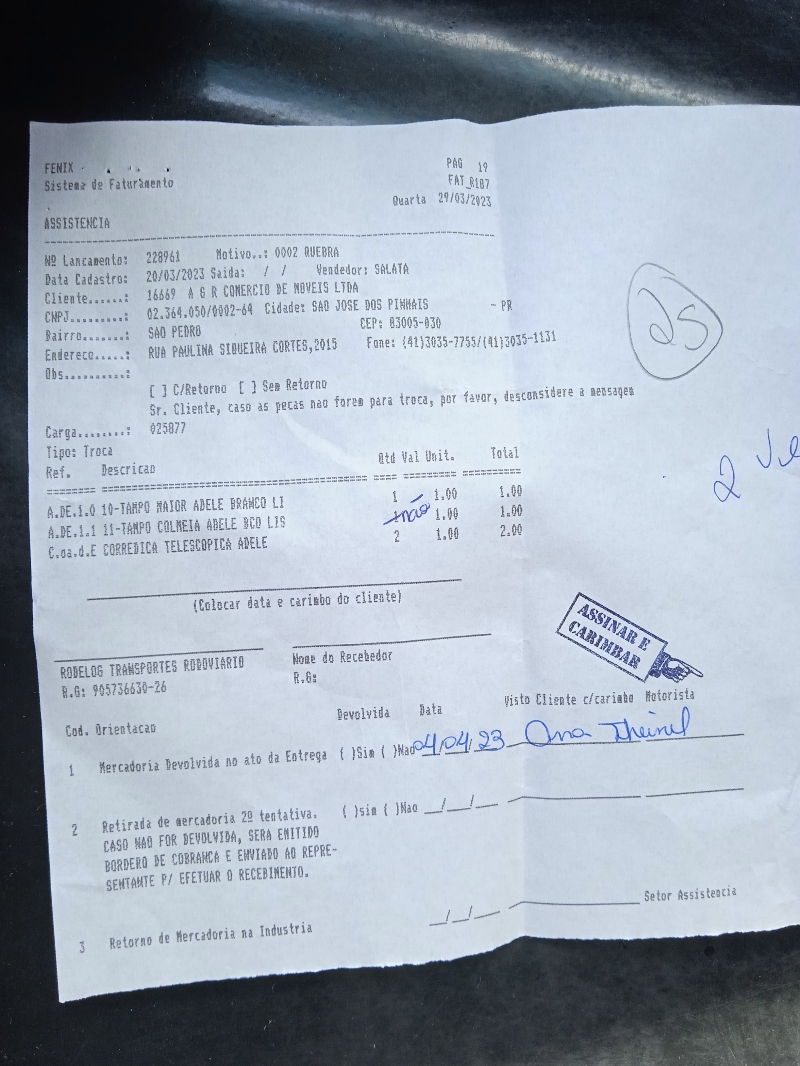 FENIX
PAG 19
Sistema de Faturamento
FAT_R187
Quarta 29/03/2023
ASSISTENCIA
Nº Lancamento: 228961 Motivo..: 0002 QUEBRA
Data Cadastro: 20/03/2023 Saida: / / Vendedor: SALATA
Cliente......: 16669 A G R COMERCIO DE MOVEIS LTDA
CNPJ.........: 02.364.050/0002-64 Cidade: SAO JOSE DOS PINHAIS - PR
Bairro.......: SAO PEDRO CEP: 83005-030
Endereco.....: RUA PAULINA SIQUEIRA CORTES,2015 Fone: (41)3035-7755/(41)3035-1131
Obs..........:
[ ] C/Retorno [ ] Sem Retorno
Sr. Cliente, caso as pecas nao forem para troca, por favor, desconsidere a mensagem
Carga........: 025877
Tipo: Troca
Ref. Descricao Qtd Val Unit. Total
A.DE.1.0 10-TAMPO MAIOR ADELE BRANCO LI 1 1.00 1.00
A.DE.1.1 11-TAMPO COLMEIA ADELE BCO LIS não 1.00 1.00
C.oa.d.E CORREDICA TELESCOPICA ADELE 2 1.00 2.00
25
2
(Colocar data e carimbo do cliente)
ASSINAR E
CARIMBAR
RODELOG TRANSPORTES RODOVIARIO
R.G: 905736630-26
Nome do Recebedor
R.G:
Cod. Orientacao Devolvida Data Visto Cliente c/carimbo Motorista
1 Mercadoria Devolvida no ato da Entrega ( )Sim ( )Nao 04/04/23 Ana Theinel
2 Retirada de mercadoria 2ª tentativa. ( )sim ( )Nao __/__/__
CASO NAO FOR DEVOLVIDA, SERA EMITIDO
BORDERO DE COBRANCA E ENVIADO AO REPRE-
SENTANTE P/ EFETUAR O RECEBIMENTO.
3 Retorno de Mercadoria na Industria __/__/__ Setor Assistencia